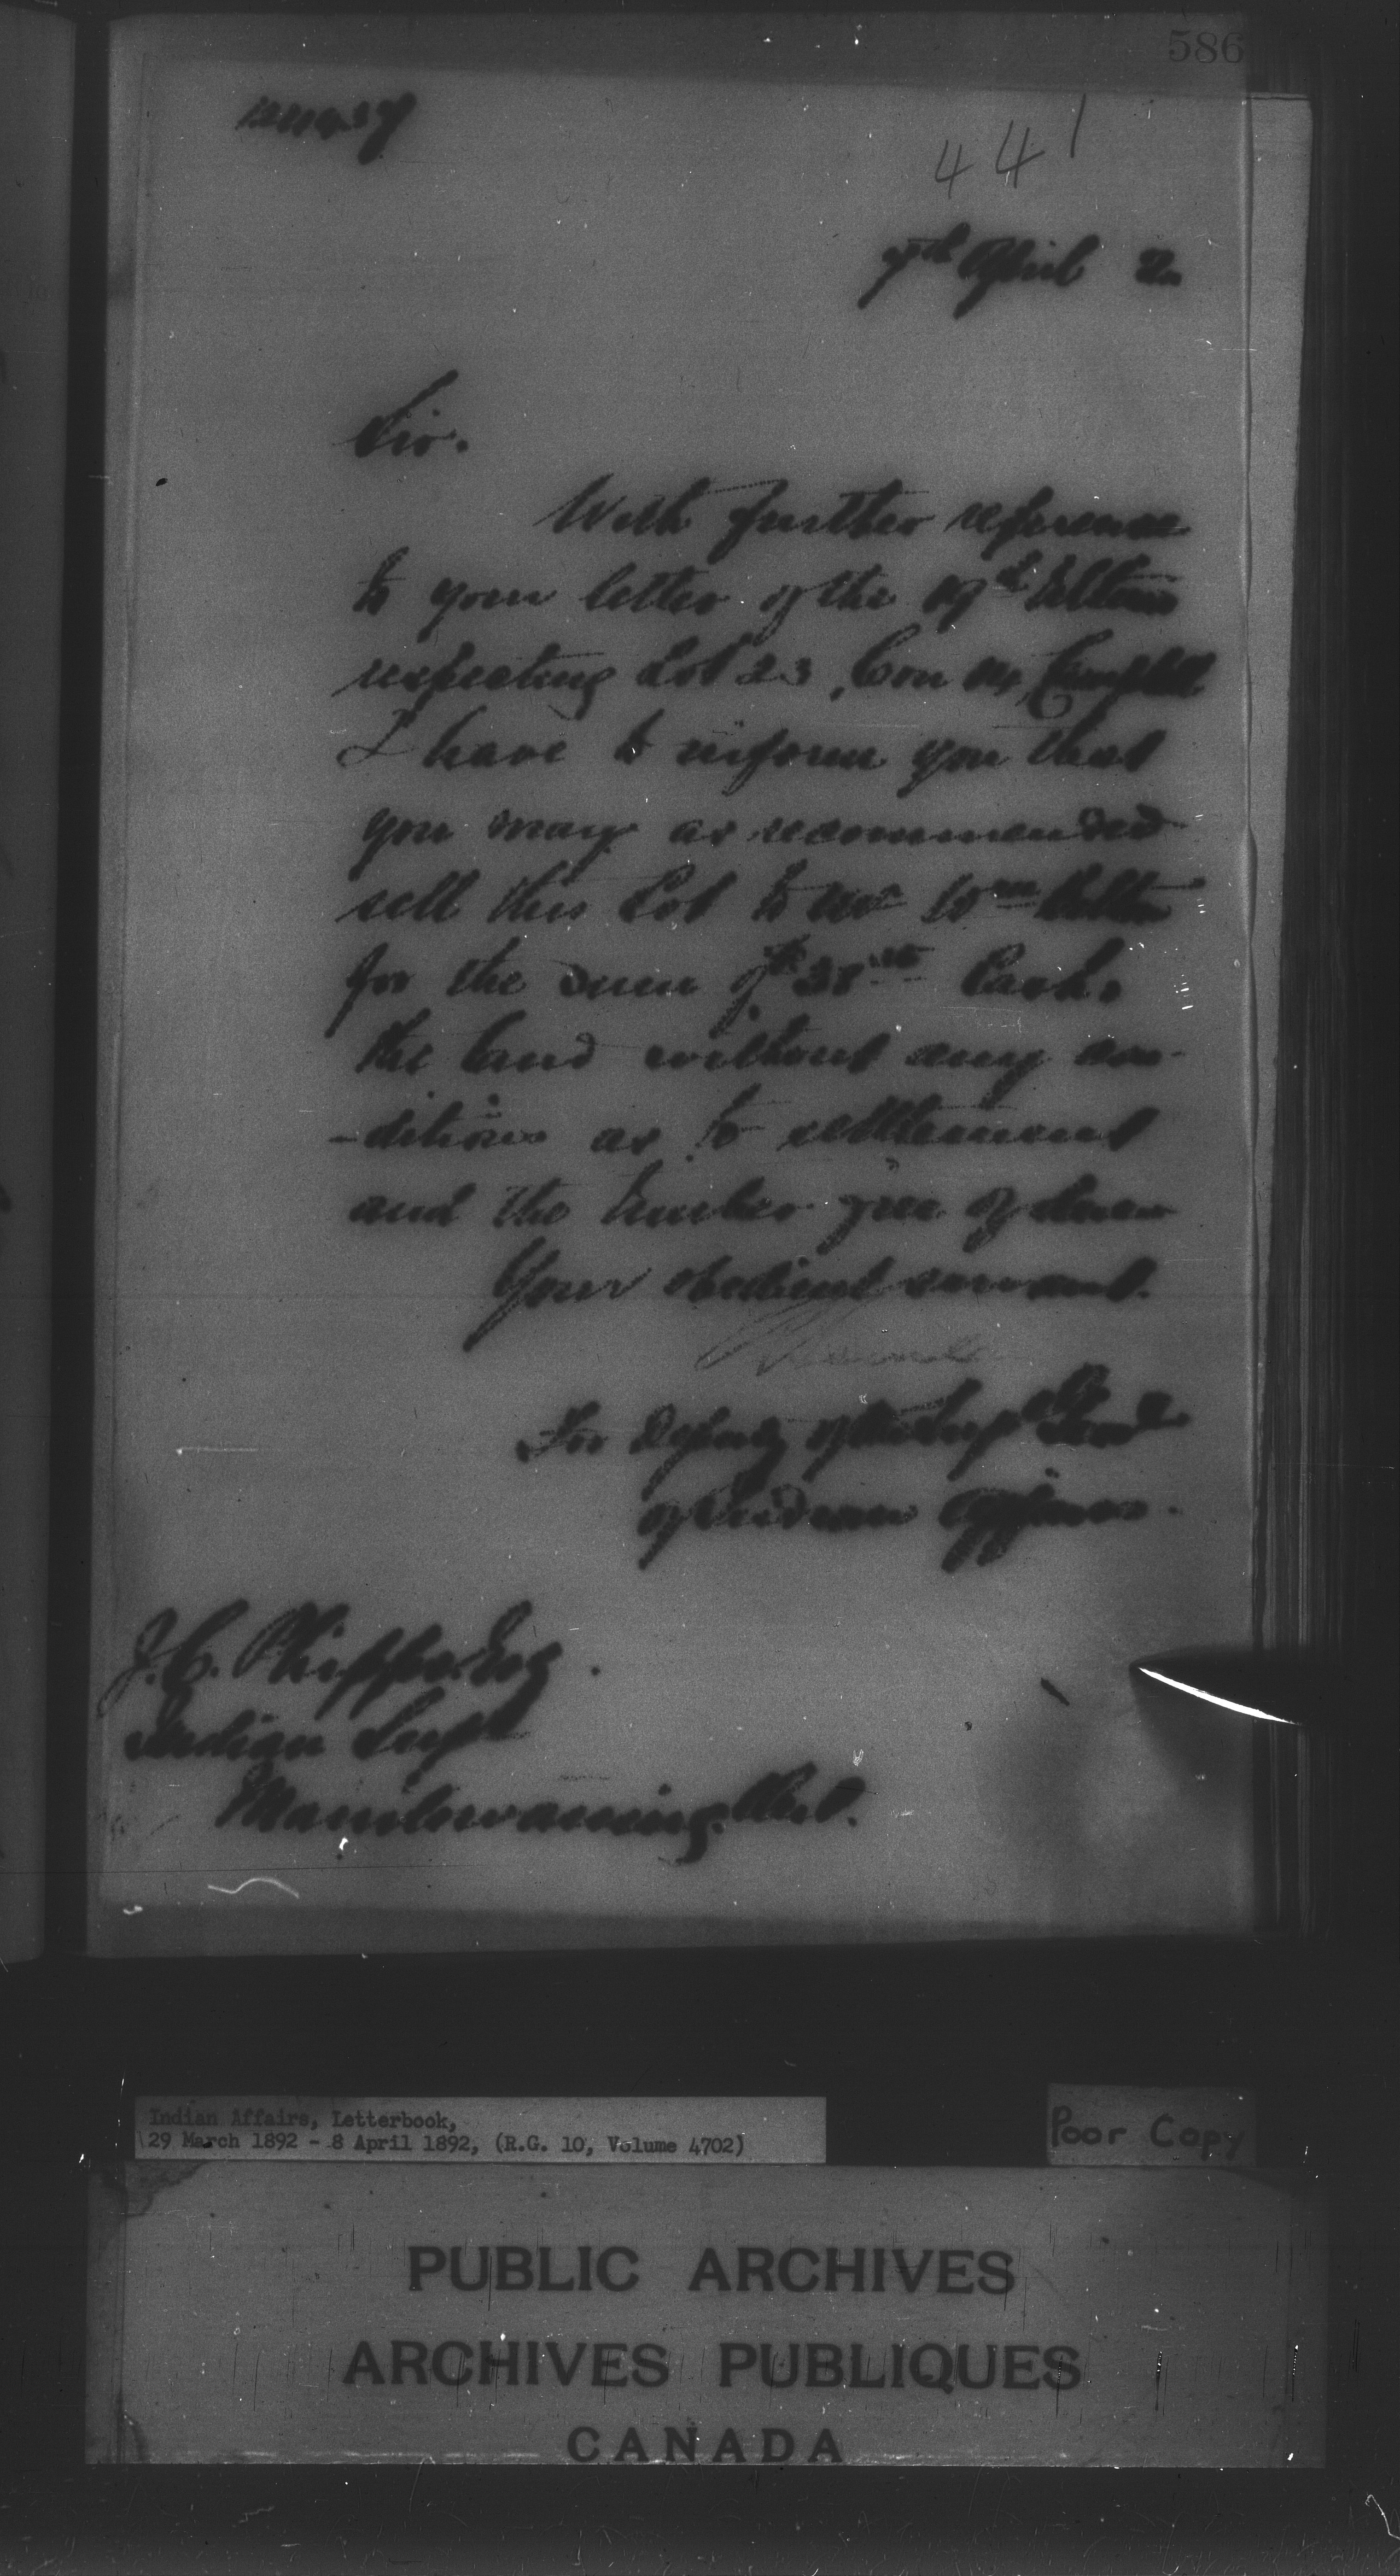 586
441
7th April 2
Sir.
With further reference
to your letter of the 19th Ultimo
respecting Lot 23, Con Campbell
I have to inform you that
you may as recommended
sell this Lot to Mr Wm
for the sum of Cash,
the land without any con-
-ditions as to settlement
and the timber free of dues
Your obedient servant.
For Deputy of the Supt Genl
of Indian Affairs.
J.C. Phipps. Esq.
Indian Supt
Manitowaning. Ont.
Indian Affairs, Letterbook,
29 March 1892 - 8 April 1892, (R.G. 10, Volume 4702)
Poor Copy
PUBLIC ARCHIVES
ARCHIVES PUBLIQUES
CANADA